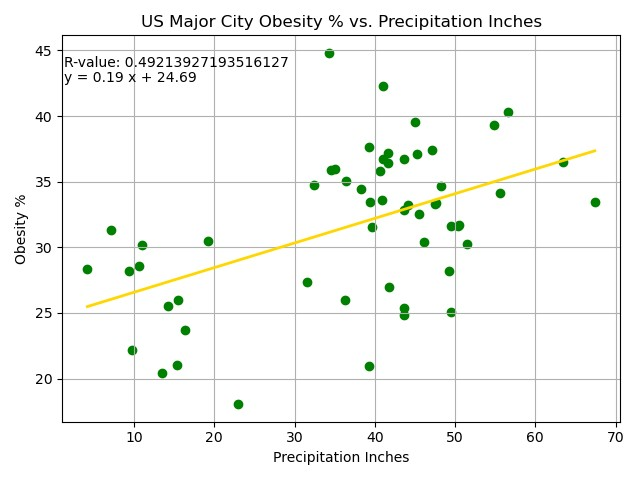 US Major City Obesity % vs. Precipitation Inches
45
R-value: 0.49213927193516127
y = 0.19 x + 24.69
40
35
Obesity %
30
25
20
10 20 30 40 50 60 70
Precipitation Inches